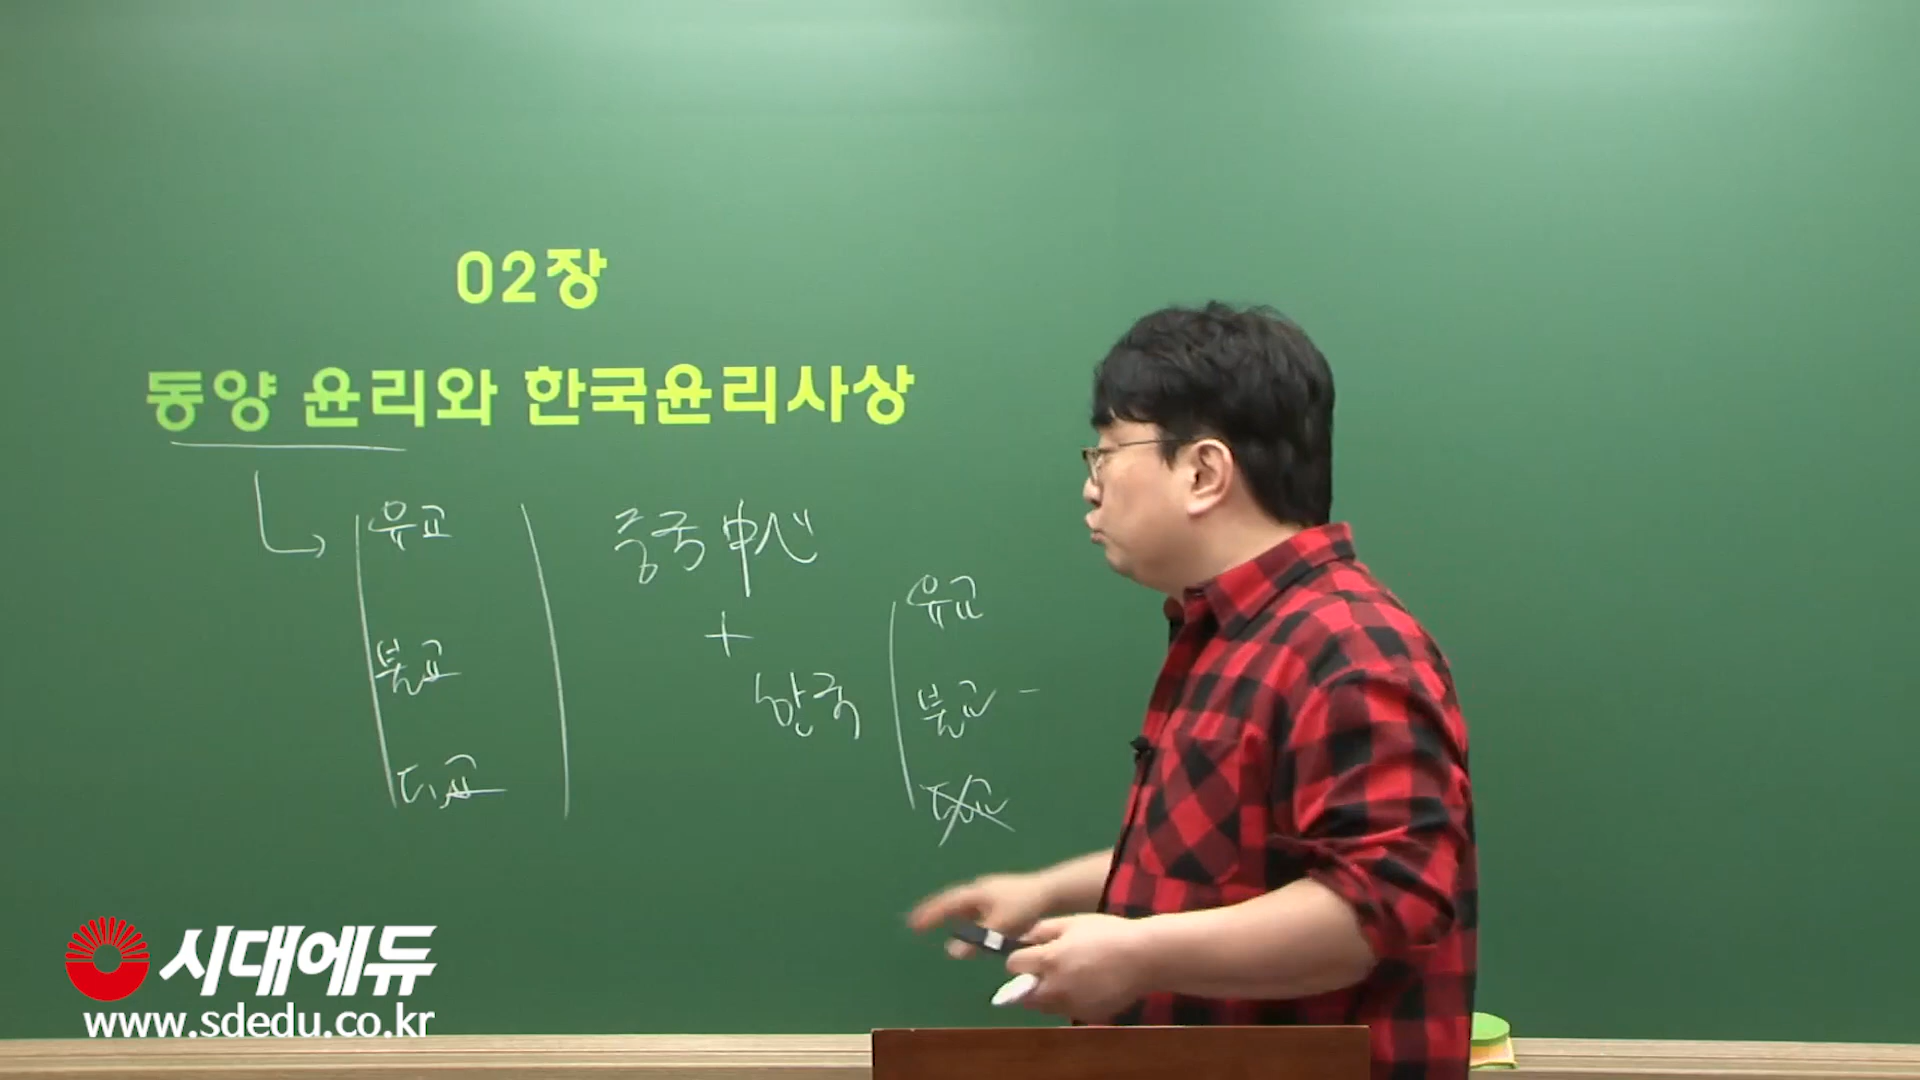 02장
동양 윤리와 한국윤리사상
유교
불교
도교
중국 中心
+
한국
유교
불교 -
도교
시대에듀
www.sdedu.co.kr